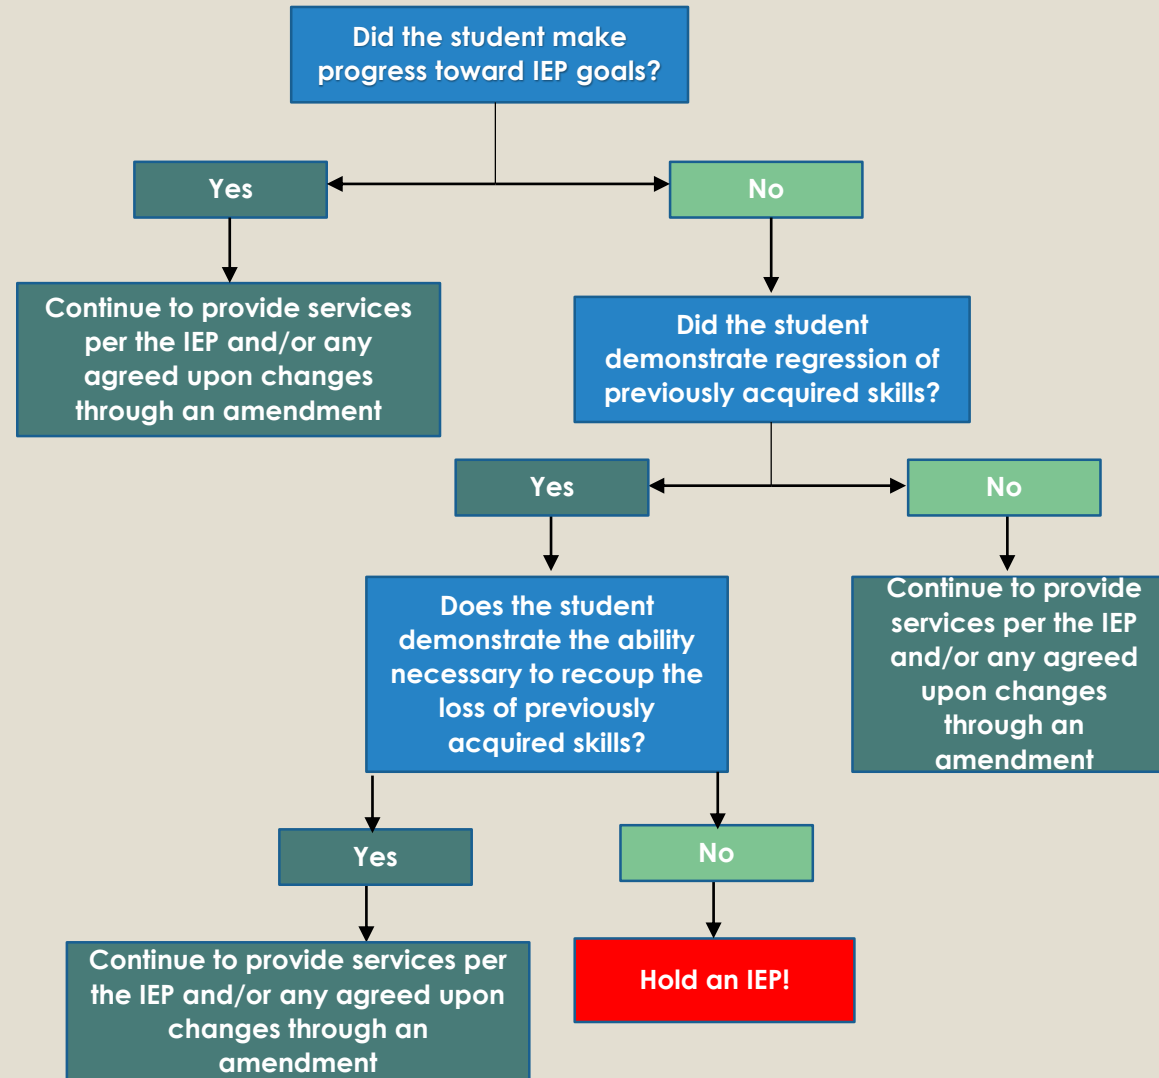 Did the student make
progress toward IEP goals?
Yes
No
Continue to provide services
per the IEP and/or any
agreed upon changes
through an amendment
Did the student
demonstrate regression of
previously acquired skills?
Yes
No
Does the student
demonstrate the ability
necessary to recoup the
loss of previously
acquired skills?
Continue to provide
services per the IEP
and/or any agreed
upon changes
through an
amendment
Yes
No
Continue to provide services per
the IEP and/or any agreed upon
changes through an
amendment
Hold an IEP!